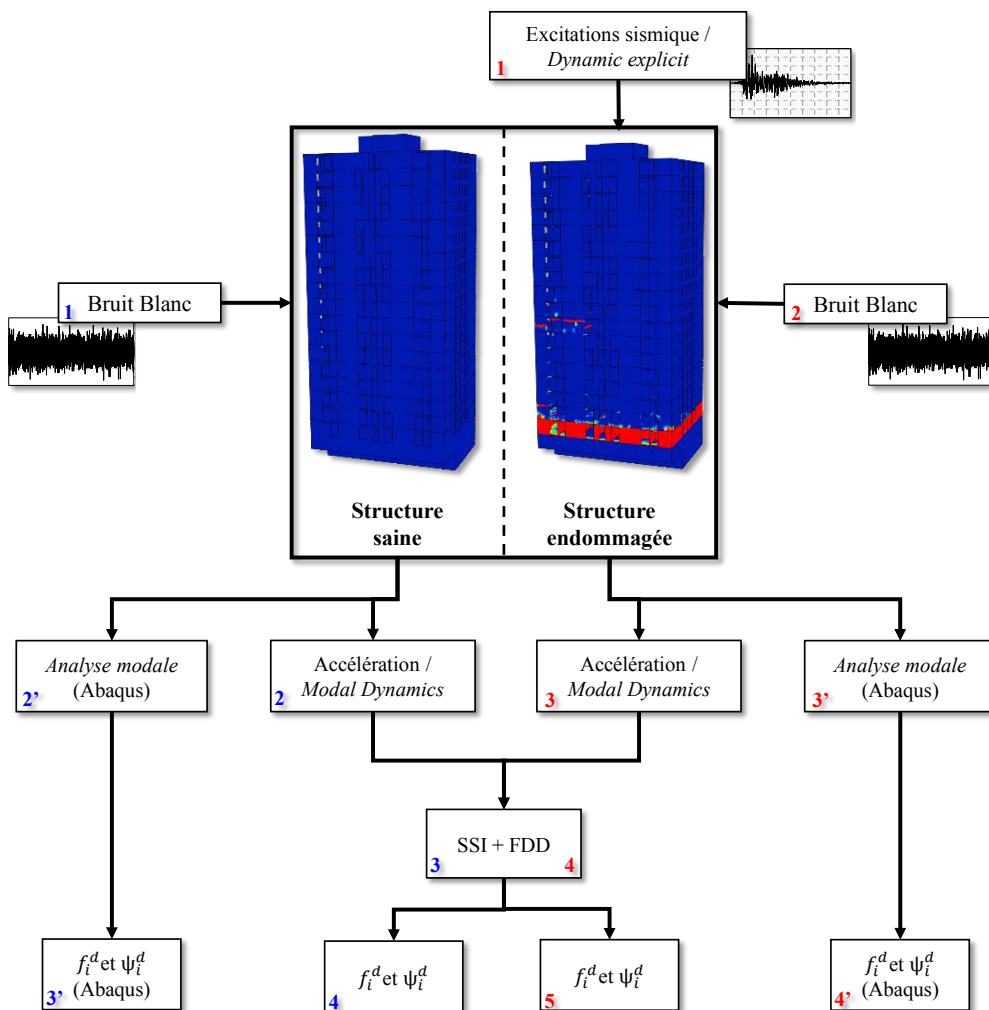 Excitations sismique /
1 Dynamic explicit
1 Bruit Blanc
2 Bruit Blanc
Structure
saine
Structure
endommagée
Analyse modale
2’ (Abaqus)
Accélération /
2 Modal Dynamics
Accélération /
3 Modal Dynamics
Analyse modale
3’ (Abaqus)
SSI + FDD
3 4
f_i^d et ψ_i^d
3’ (Abaqus)
f_i^d et ψ_i^d
4
f_i^d et ψ_i^d
5
f_i^d et ψ_i^d
4’ (Abaqus)